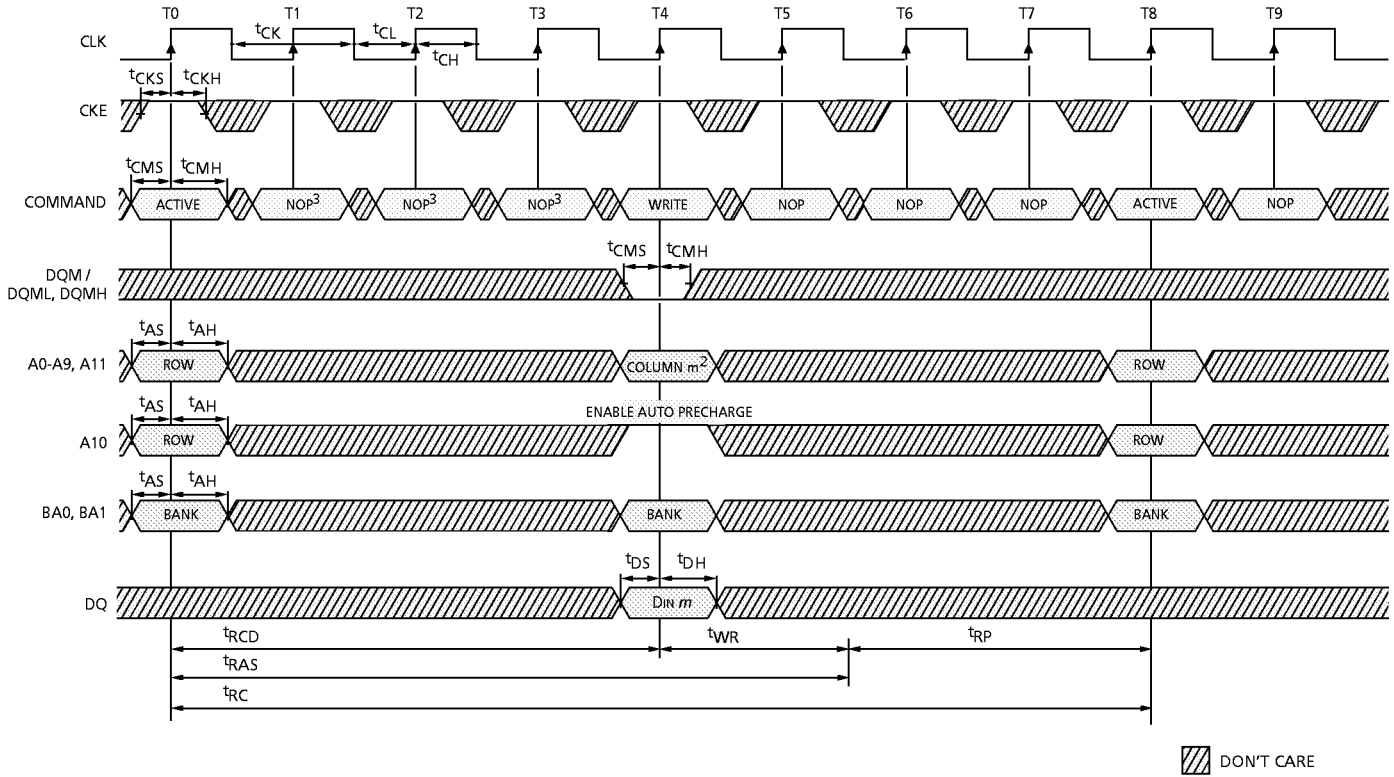 T0 T1 T2 T3 T4 T5 T6 T7 T8 T9
CLK tCK tCL tCH
tCKS tCKH
CKE
tCMS tCMH
COMMAND ACTIVE NOP3 NOP3 NOP3 WRITE NOP NOP NOP ACTIVE NOP
tCMS tCMH
DQM /
DQML, DQMH
tAS tAH
A0-A9, A11 ROW COLUMN m2 ROW
tAS tAH ENABLE AUTO PRECHARGE
A10 ROW ROW
tAS tAH
BA0, BA1 BANK BANK BANK
tDS tDH
DQ DIN m
tRCD tWR tRP
tRAS
tRC
DON'T CARE